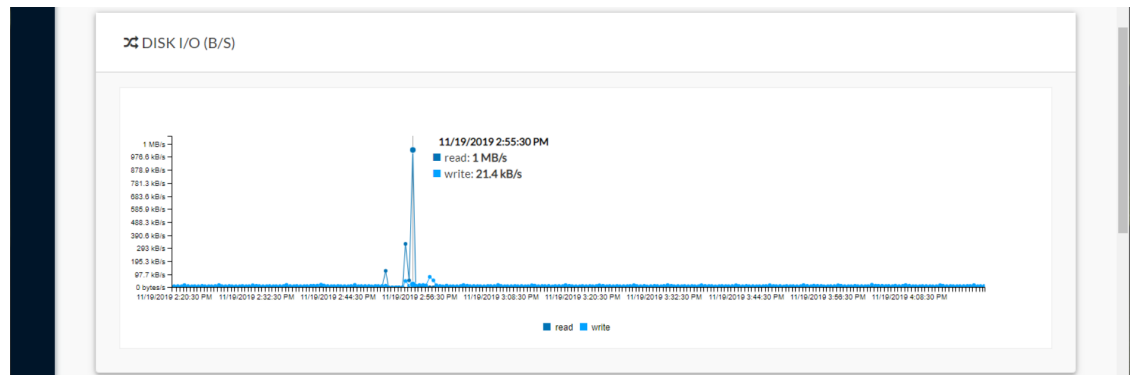 DISK I/O (B/S)
11/19/2019 2:55:30 PM
read: 1 MB/s
write: 21.4 kB/s
1 MB/s
976.6 kB/s
878.9 kB/s
781.3 kB/s
683.6 kB/s
585.9 kB/s
488.3 kB/s
390.6 kB/s
293 kB/s
195.3 kB/s
97.7 kB/s
0 bytes/s
11/19/2019 2:20:30 PM 11/19/2019 2:32:30 PM 11/19/2019 2:44:30 PM 11/19/2019 2:56:30 PM 11/19/2019 3:08:30 PM 11/19/2019 3:20:30 PM 11/19/2019 3:32:30 PM 11/19/2019 3:44:30 PM 11/19/2019 3:56:30 PM 11/19/2019 4:08:30 PM
read write